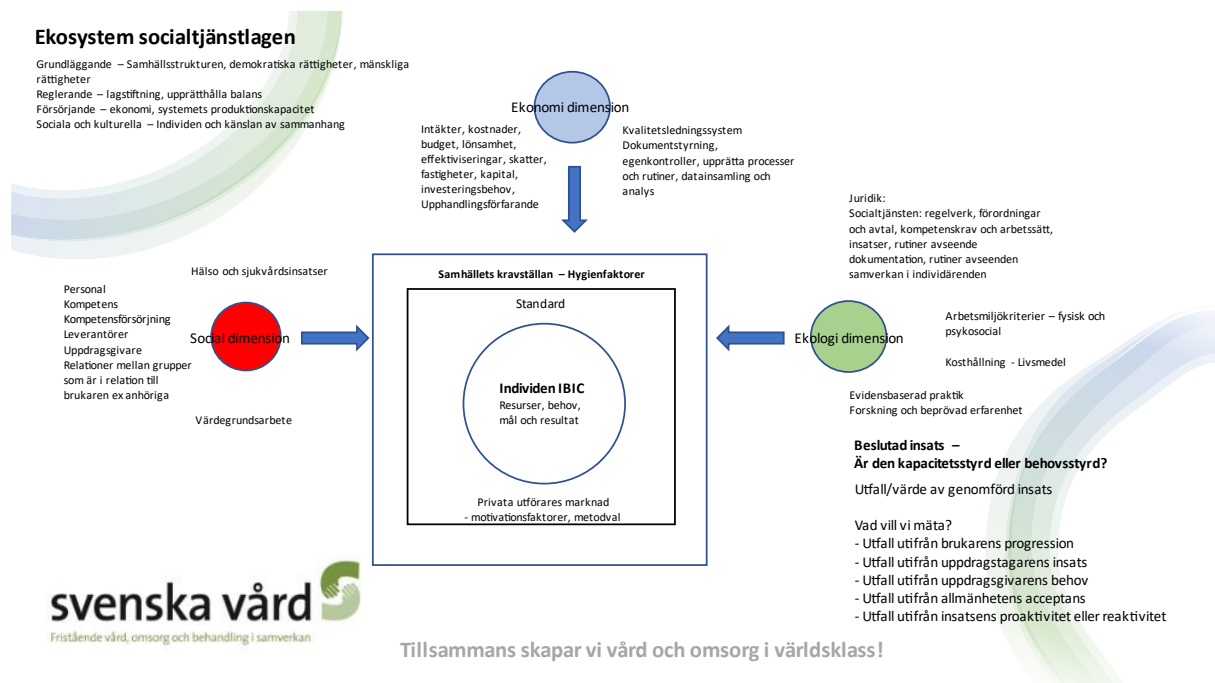 Ekosystem socialtjänstlagen
Grundläggande – Samhällsstrukturen, demokratiska rättigheter, mänskliga
rättigheter
Reglerande – lagstiftning, upprätthålla balans
Försörjande – ekonomi, systemets produktionskapacitet
Sociala och kulturella – Individen och känslan av sammanhang
Ekonomi dimension
Intäkter, kostnader,
budget, lönsamhet,
effektiviseringar, skatter,
fastigheter, kapital,
investeringsbehov,
Upphandlingsförfarande
Kvalitetsledningssystem
Dokumentstyrning,
egenkontroller, upprätta processer
och rutiner, datainsamling och
analys
Juridik:
Socialtjänsten: regelverk, förordningar
och avtal, kompetenskrav och arbetssätt,
insatser, rutiner avseende
dokumentation, rutiner avseenden
samverkan i individärenden
Hälso och sjukvårdsinsatser
Personal
Kompetens
Kompetensförsörjning
Leverantörer
Uppdragsgivare
Relationer mellan grupper
som är i relation till
brukaren ex anhöriga
Social dimension
Värdegrundsarbete
Samhällets kravställan – Hygienfaktorer
Standard
Individen IBIC
Resurser, behov,
mål och resultat
Privata utförares marknad
- motivationsfaktorer, metodval
Ekologi dimension
Arbetsmiljökriterier – fysisk och
psykosocial
Kosthållning - Livsmedel
Evidensbaserad praktik
Forskning och beprövad erfarenhet
Beslutad insats –
Är den kapacitetsstyrd eller behovsstyrd?
Utfall/värde av genomförd insats
Vad vill vi mäta?
- Utfall utifrån brukarens progression
- Utfall utifrån uppdragstagarens insats
- Utfall utifrån uppdragsgivarens behov
- Utfall utifrån allmänhetens acceptans
- Utfall utifrån insatsens proaktivitet eller reaktivitet
svenska vård
Fristående vård, omsorg och behandling i samverkan
Tillsammans skapar vi vård och omsorg i världsklass!